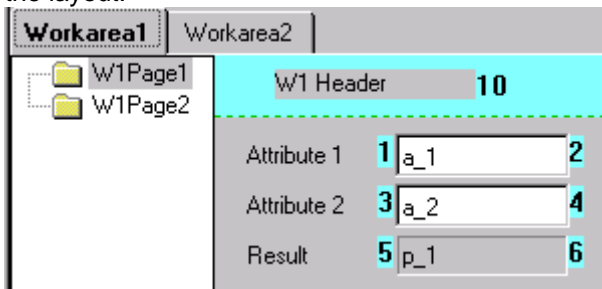 the layout.
Workarea1 Workarea2
W1Page1
W1Page2
W1 Header 10
Attribute 1 1 a_1 2
Attribute 2 3 a_2 4
Result 5 p_1 6